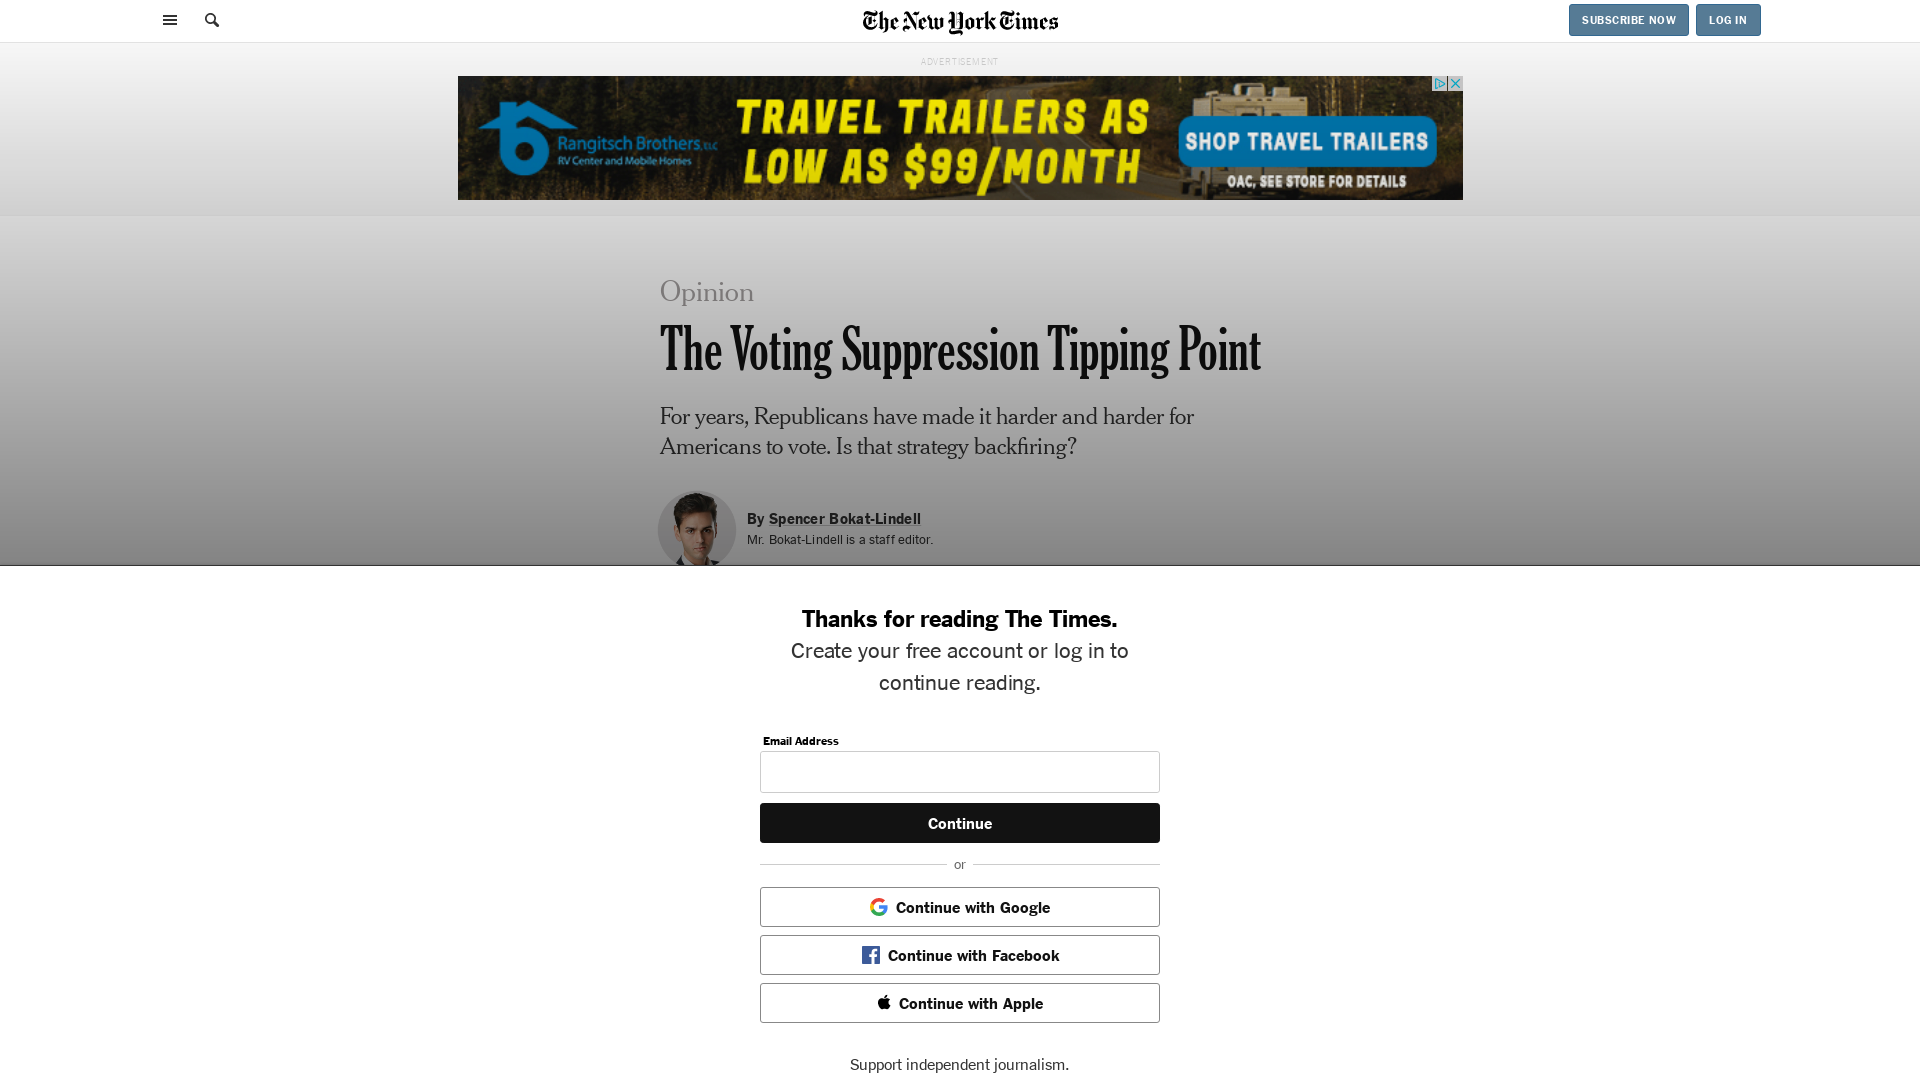 The New York Times
SUBSCRIBE NOW
LOG IN
ADVERTISEMENT
Rangitsch Brothers, LLC
RV Center and Mobile Homes
TRAVEL TRAILERS AS
LOW AS $99/MONTH
SHOP TRAVEL TRAILERS
OAC, SEE STORE FOR DETAILS
Opinion
The Voting Suppression Tipping Point
For years, Republicans have made it harder and harder for
Americans to vote. Is that strategy backfiring?
By Spencer Bokat-Lindell
Mr. Bokat-Lindell is a staff editor.
Thanks for reading The Times.
Create your free account or log in to
continue reading.
Email Address
Continue
or
Continue with Google
Continue with Facebook
Continue with Apple
Support independent journalism.